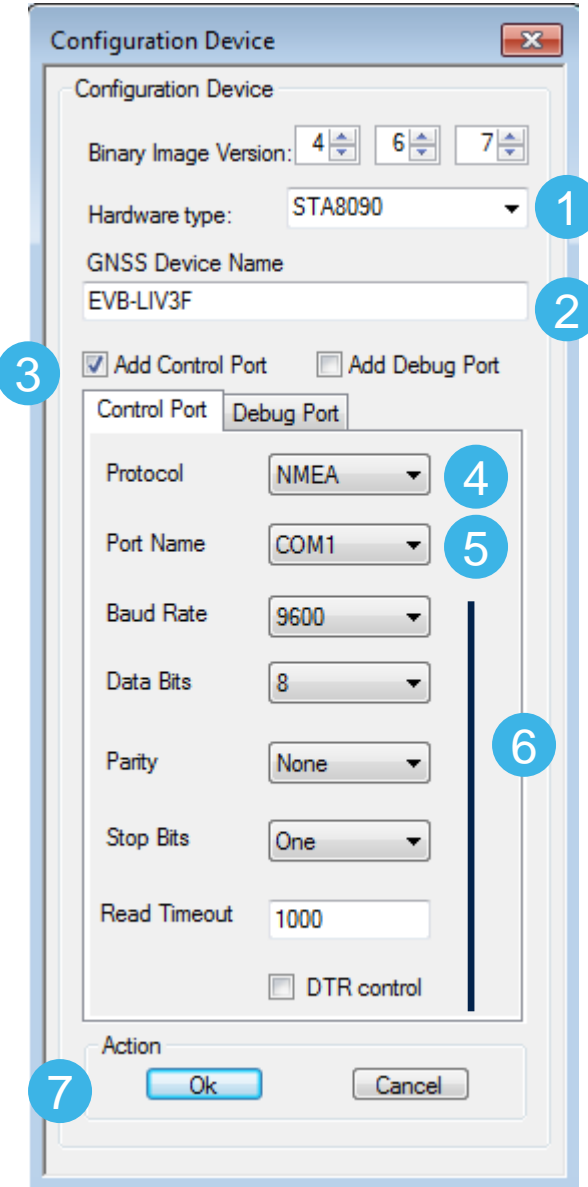 Configuration Device
Configuration Device
Binary Image Version: 4 6 7
Hardware type: STA8090 1
GNSS Device Name
EVB-LIV3F 2
3 Add Control Port Add Debug Port
Control Port Debug Port
Protocol NMEA 4
Port Name COM1 5
Baud Rate 9600
Data Bits 8
6
Parity None
Stop Bits One
Read Timeout 1000
DTR control
Action
7 Ok Cancel